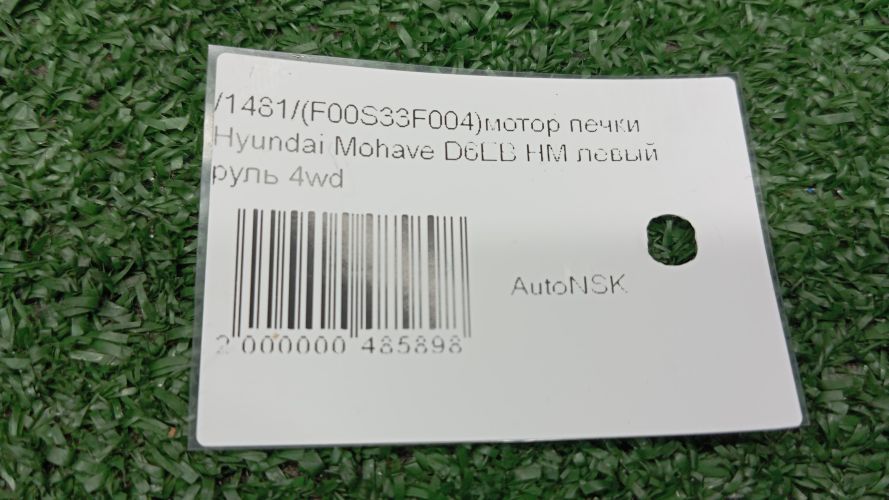 /1481/(F00S33F004)мотор печки
Hyundai Mohave D6EB HM левый
руль 4wd
AutoNSK
2 000000 485898